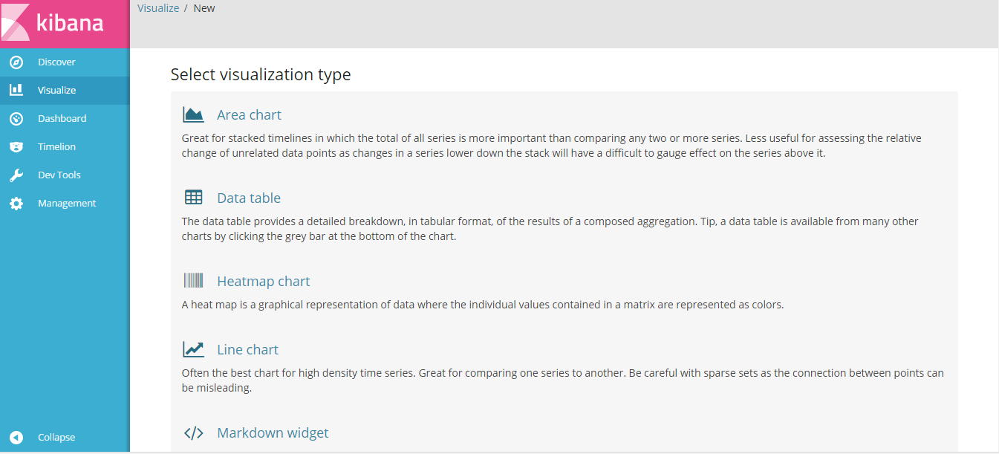 kibana
Visualize / New
Discover
Visualize
Dashboard
Timelion
Dev Tools
Management
Collapse
Select visualization type
Area chart
Great for stacked timelines in which the total of all series is more important than comparing any two or more series. Less useful for assessing the relative
change of unrelated data points as changes in a series lower down the stack will have a difficult to gauge effect on the series above it.
Data table
The data table provides a detailed breakdown, in tabular format, of the results of a composed aggregation. Tip, a data table is available from many other
charts by clicking the grey bar at the bottom of the chart.
Heatmap chart
A heat map is a graphical representation of data where the individual values contained in a matrix are represented as colors.
Line chart
Often the best chart for high density time series. Great for comparing one series to another. Be careful with sparse sets as the connection between points can
be misleading.
Markdown widget